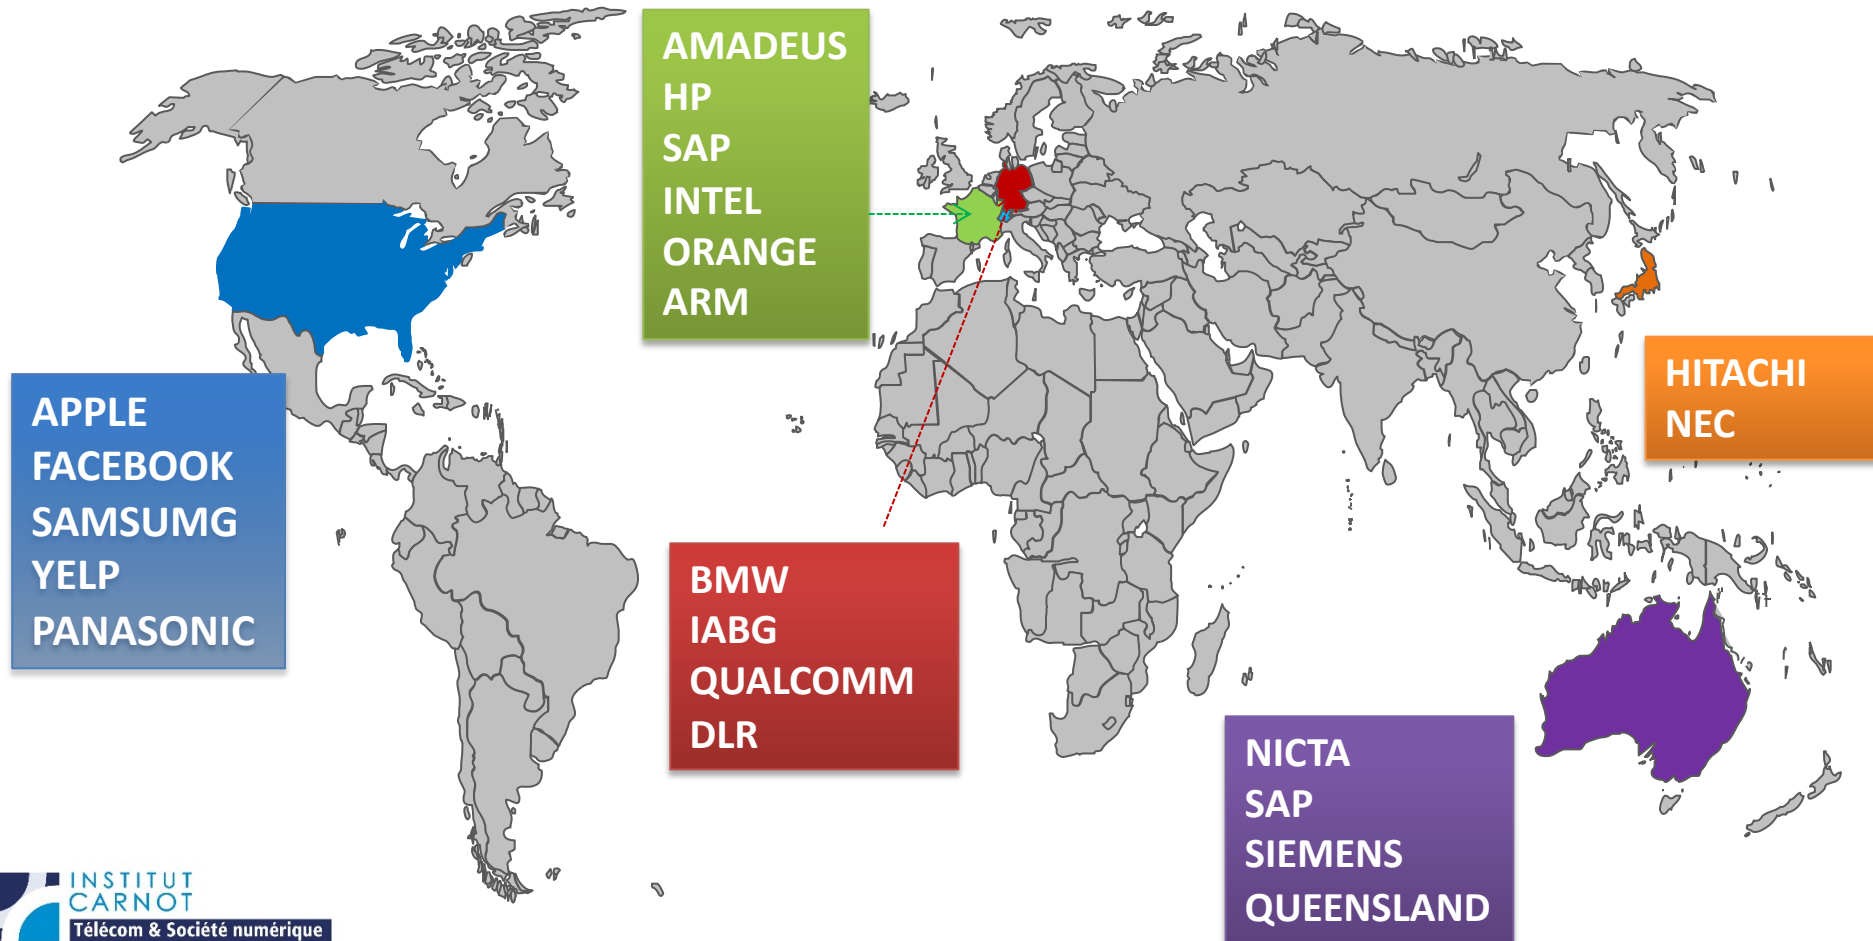 AMADEUS
HP
SAP
INTEL
ORANGE
ARM
APPLE
FACEBOOK
SAMSUMG
YELP
PANASONIC
HITACHI
NEC
BMW
IABG
QUALCOMM
DLR
NICTA
SAP
SIEMENS
QUEENSLAND
INSTITUT
CARNOT
Télécom & Société numérique